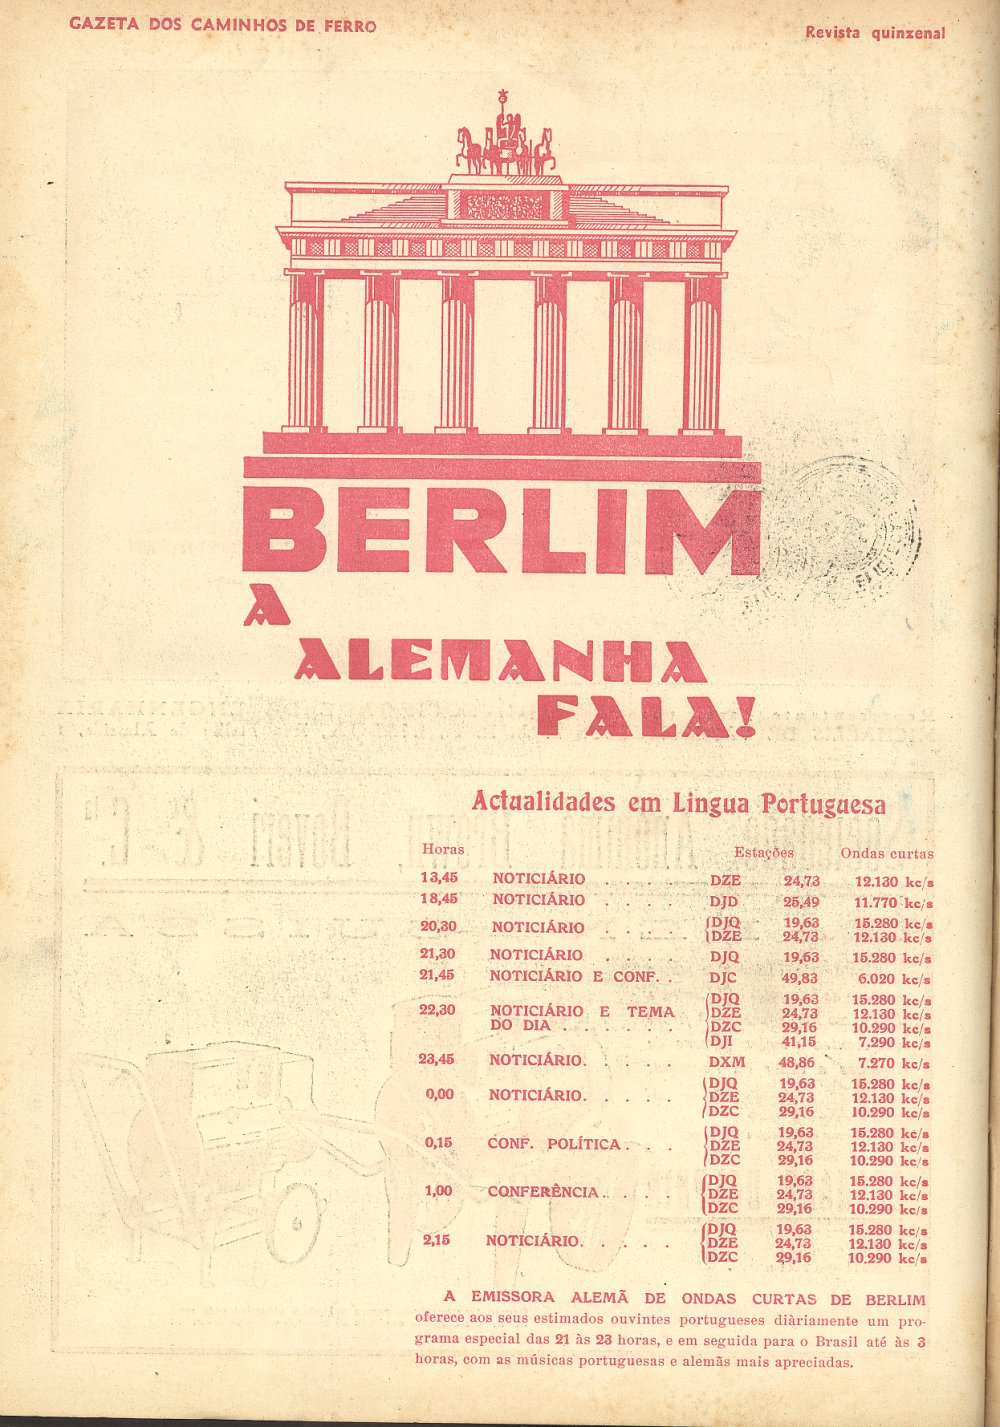 GAZETA DOS CAMINHOS DE FERRO
Revista quinzenal
BERLIM
A
ALEMANHA
FALA!
Actualidades em Lingua Portuguesa
Horas Estações Ondas curtas
13,45 NOTICIÁRIO . . . . DZE 24,73 12.130 kc/s
18,45 NOTICIÁRIO . . . . DJD 25,49 11.770 kc/s
20,30 NOTICIÁRIO . . . . DJQ 19,63 15.280 kc/s
DZE 24,73 12.130 kc/s
21,30 NOTICIÁRIO . . . . DJQ 19,63 15.280 kc/s
21,45 NOTICIÁRIO E CONF. . DJC 49,83 6.020 kc/s
22,30 NOTICIÁRIO E TEMA DJQ 19,63 15.280 kc/s
DO DIA . . . . . . DZE 24,73 12.130 kc/s
DZC 29,16 10.290 kc/s
DJI 41,15 7.290 kc/s
23,45 NOTICIÁRIO. . . . . DXM 48,86 7.270 kc/s
0,00 NOTICIÁRIO. . . . . DJQ 19,63 15.280 kc/s
DZE 24,73 12.130 kc/s
DZC 29,16 10.290 kc/s
0,15 CONF. POLÍTICA . . . DJQ 19,63 15.280 kc/s
DZE 24,73 12.130 kc/s
DZC 29,16 10.290 kc/s
1,00 CONFERÊNCIA. . . . DJQ 19,63 15.280 kc/s
DZE 24,73 12.130 kc/s
DZC 29,16 10.290 kc/s
2,15 NOTICIÁRIO. . . . . DJQ 19,63 15.280 kc/s
DZE 24,73 12.130 kc/s
DZC 29,16 10.290 kc/s
A EMISSORA ALEMÃ DE ONDAS CURTAS DE BERLIM
oferece aos seus estimados ouvintes portugueses diàriamente um pro-
grama especial das 21 às 23 horas, e em seguida para o Brasil até às 3
horas, com as músicas portuguesas e alemãs mais apreciadas.